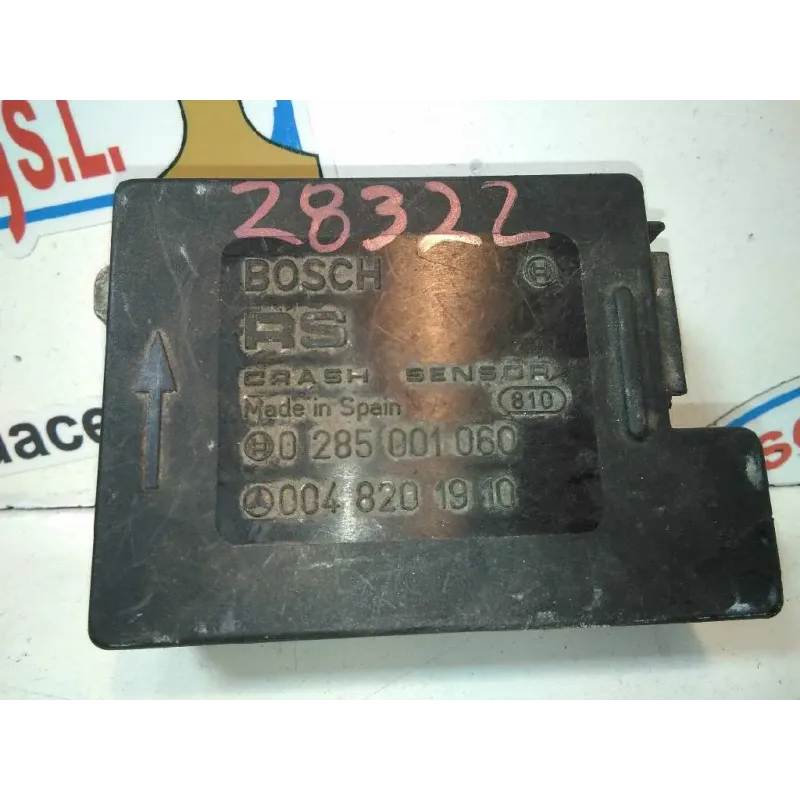 S.L.
28322
BOSCH
RS
CRASH SENSOR
Made in Spain 810
0 285 001 060
004 820 19 10